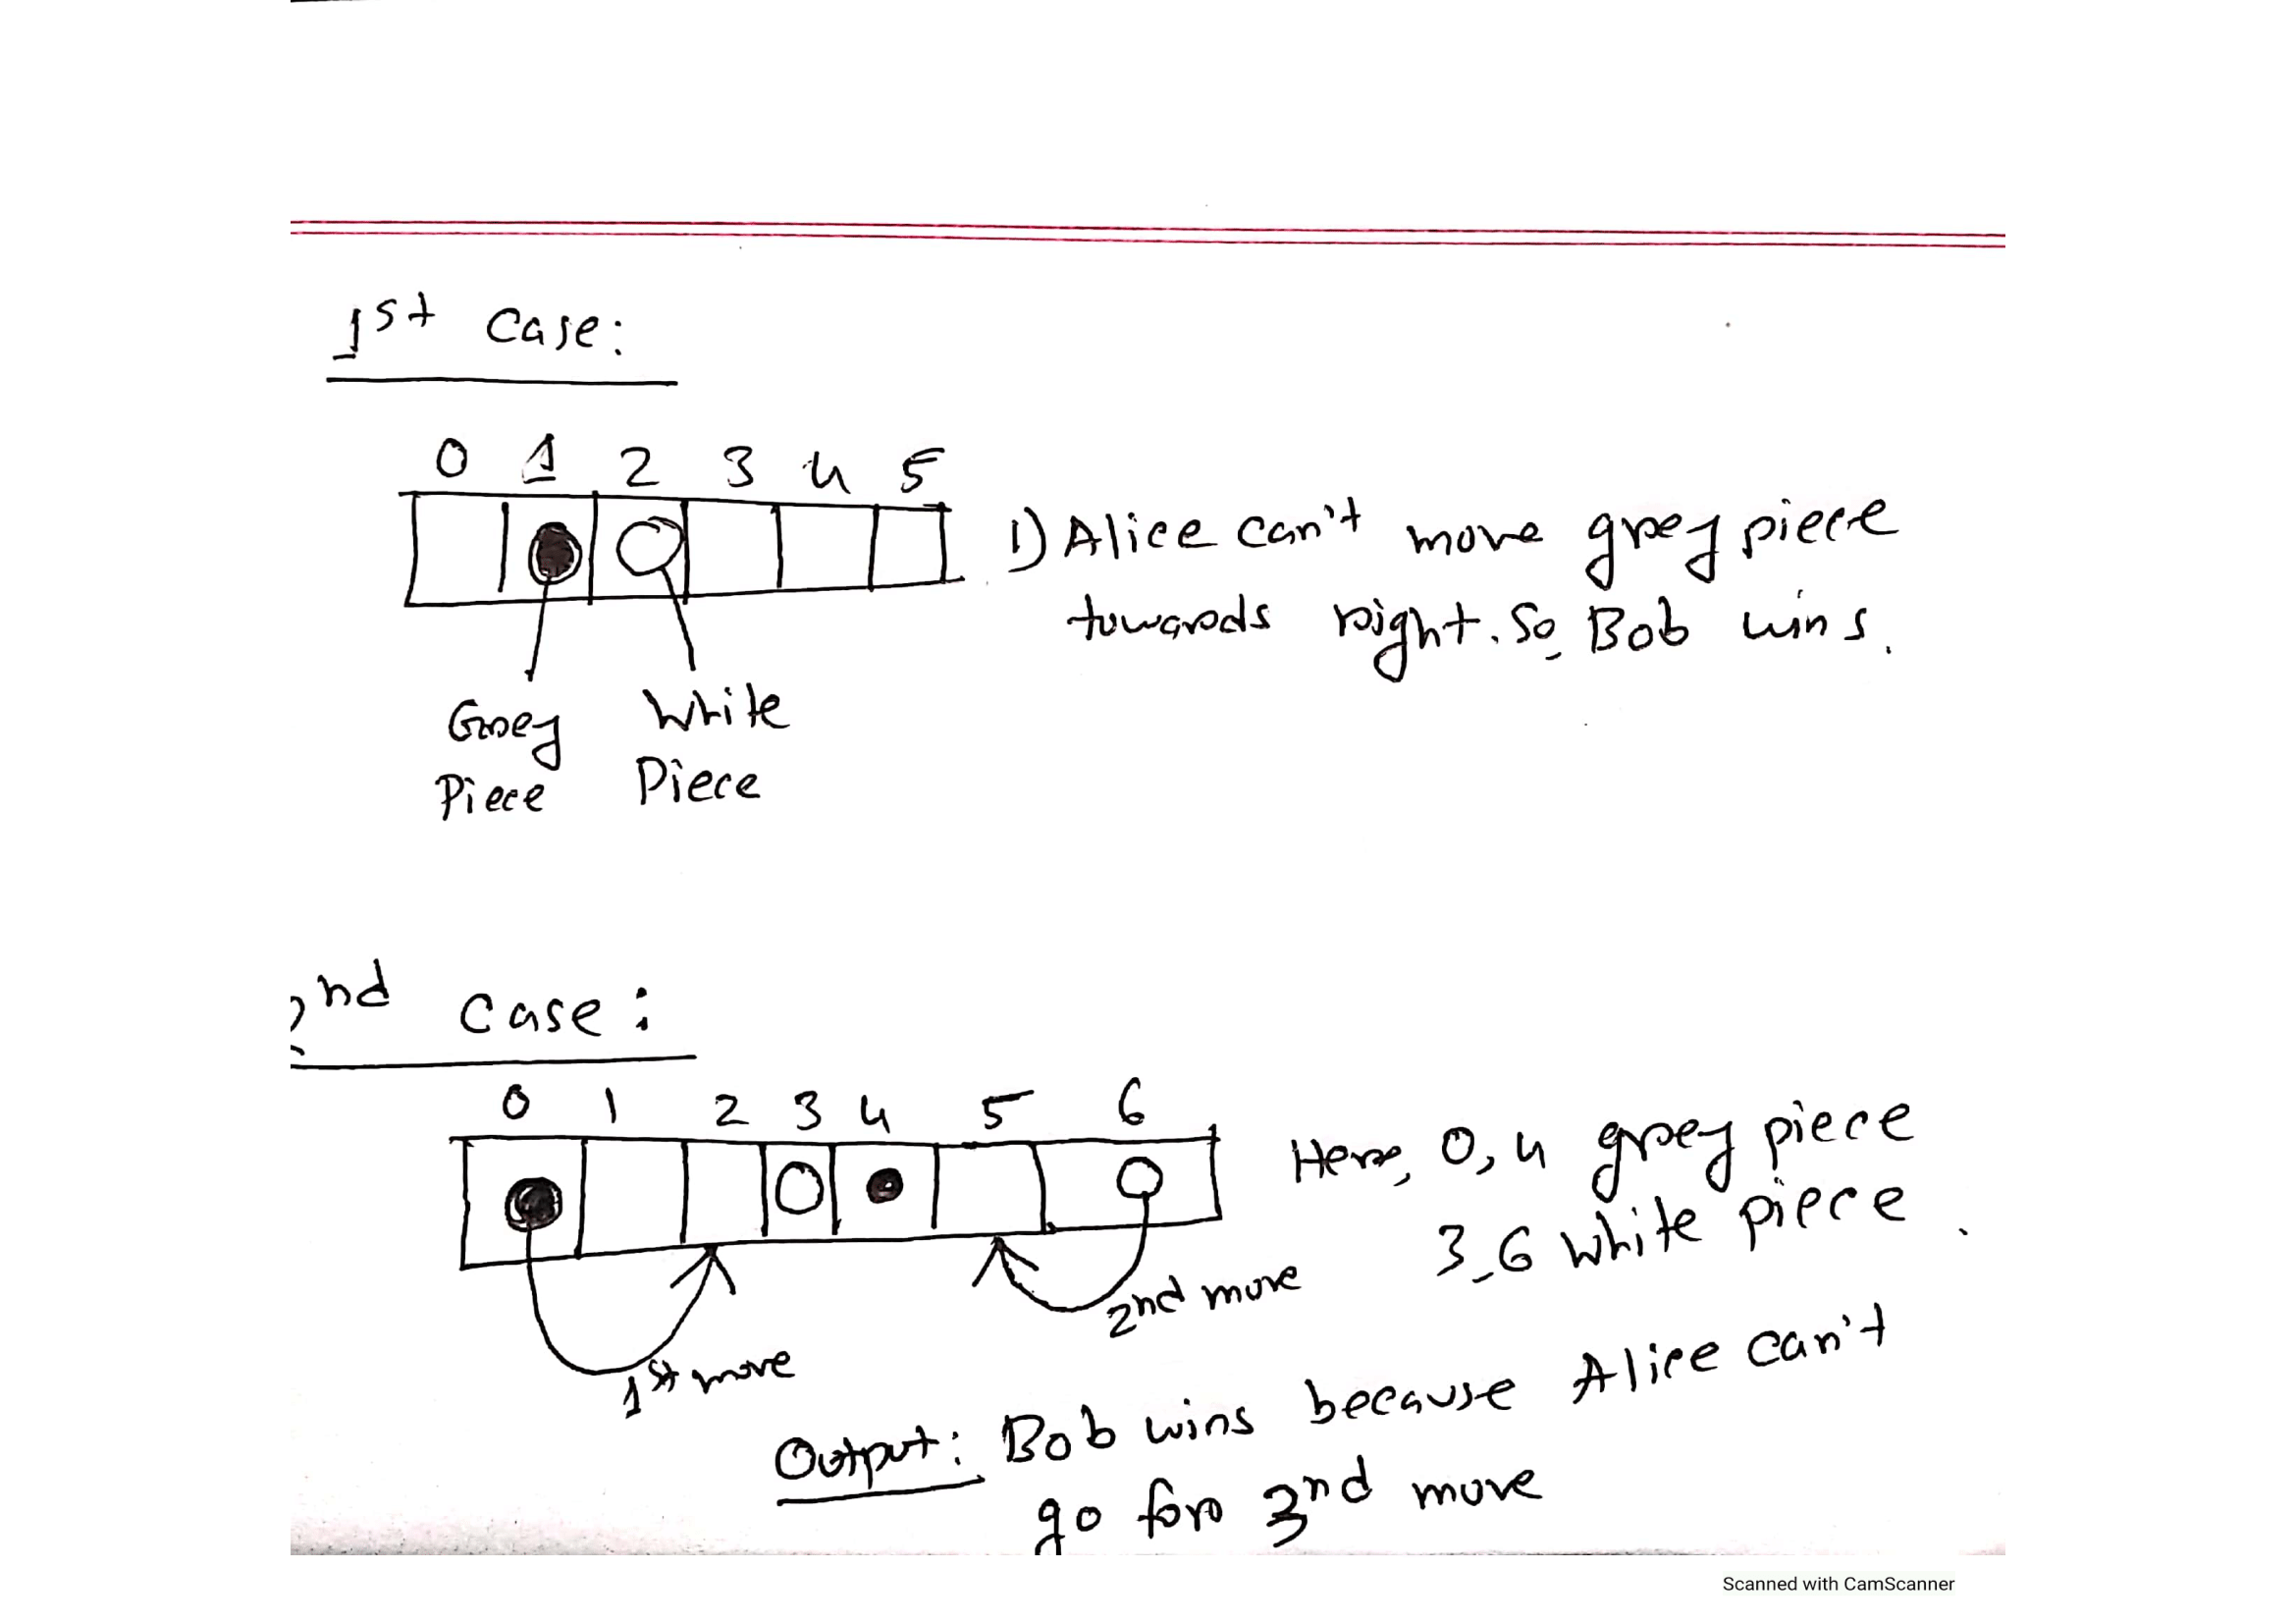 1st Case:
0 1 2 3 4 5
1) Alice can't move grey piece
towards right. So, Bob wins.
Grey White
Piece Piece
2nd Case:
0 1 2 3 4 5 6
Here, 0, 4 grey piece
3, 6 white piece.
2nd move
1st move
Output: Bob wins because Alice can't
go for 3nd move
Scanned with CamScanner